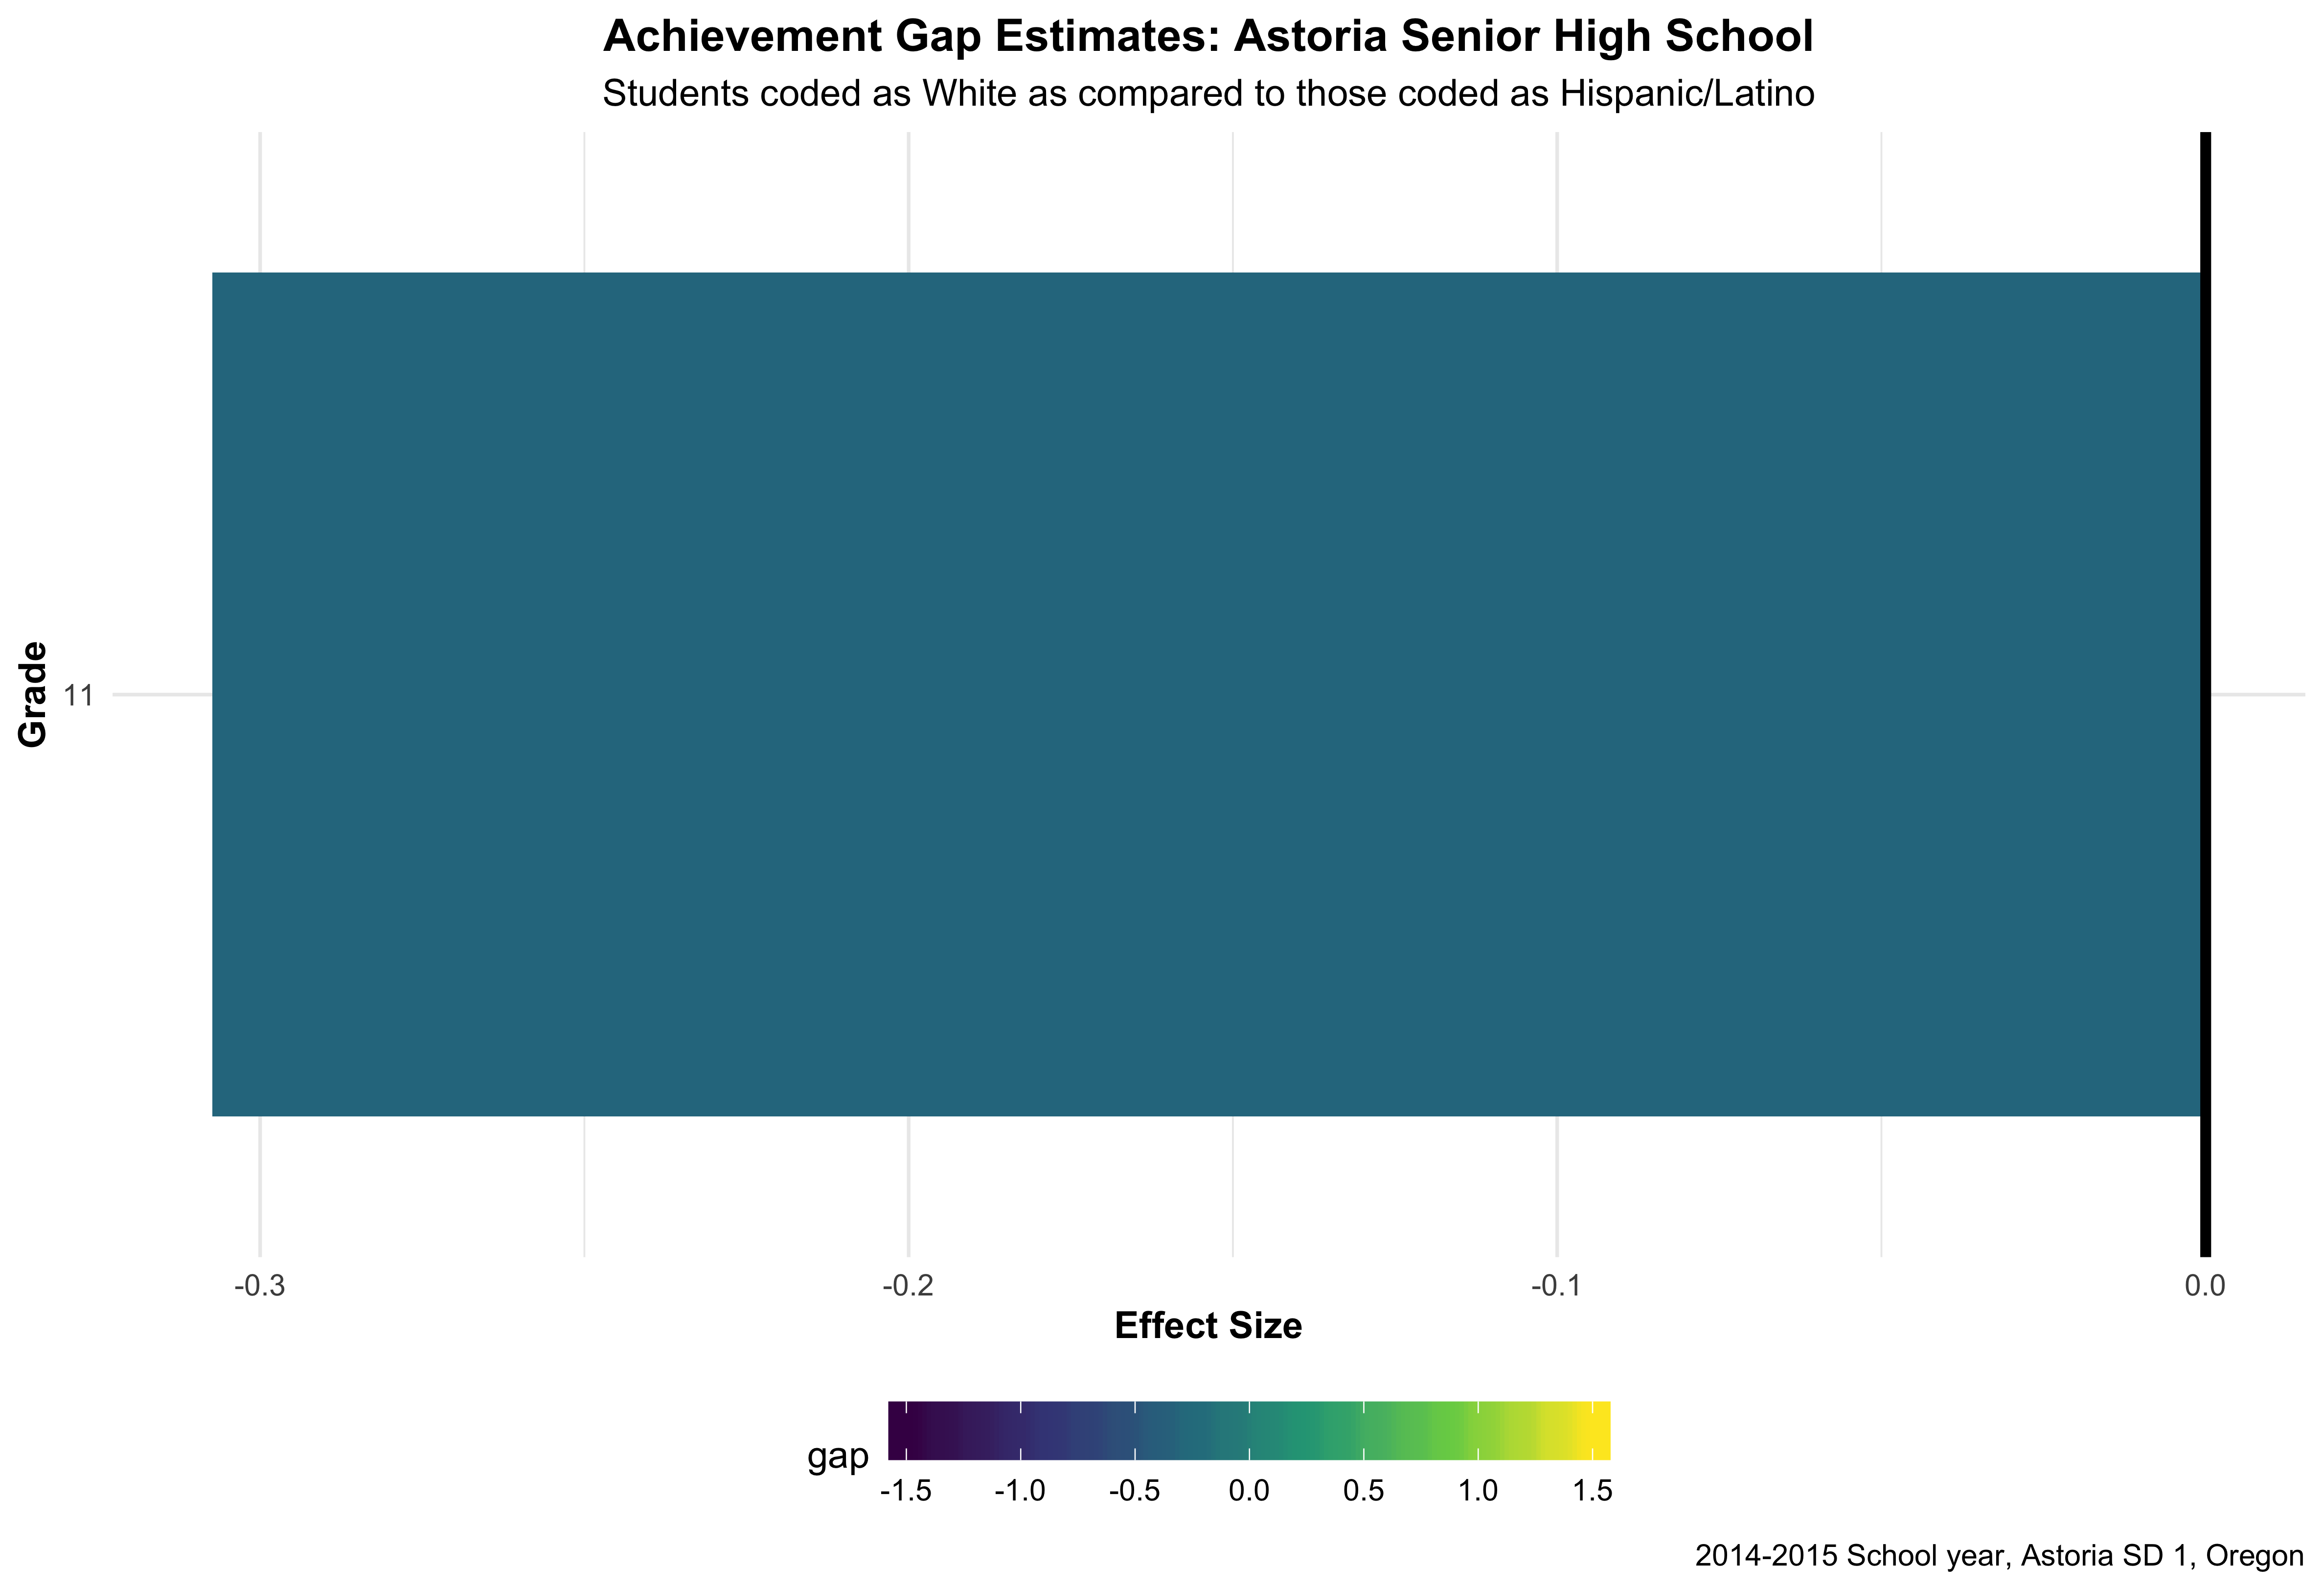 Achievement Gap Estimates: Astoria Senior High School
Students coded as White as compared to those coded as Hispanic/Latino
Grade
11
-0.3 -0.2 -0.1 0.0
Effect Size
gap
-1.5 -1.0 -0.5 0.0 0.5 1.0 1.5
2014-2015 School year, Astoria SD 1, Oregon